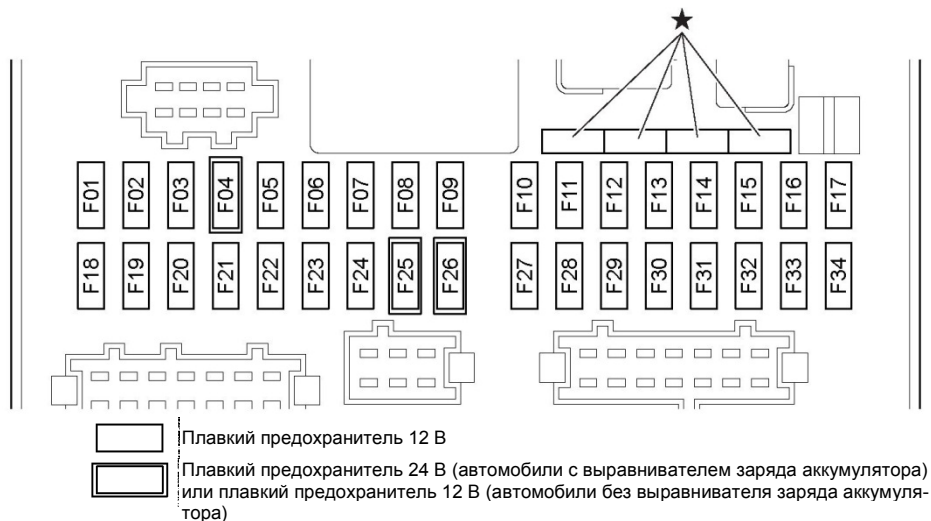 ★
F01 F02 F03 F04 F05 F06 F07 F08 F09 F10 F11 F12 F13 F14 F15 F16 F17
F18 F19 F20 F21 F22 F23 F24 F25 F26 F27 F28 F29 F30 F31 F32 F33 F34
Плавкий предохранитель 12 В
Плавкий предохранитель 24 В (автомобили с выравнивателем заряда аккумулятора)
или плавкий предохранитель 12 В (автомобили без выравнивателя заряда аккумуля-
тора)